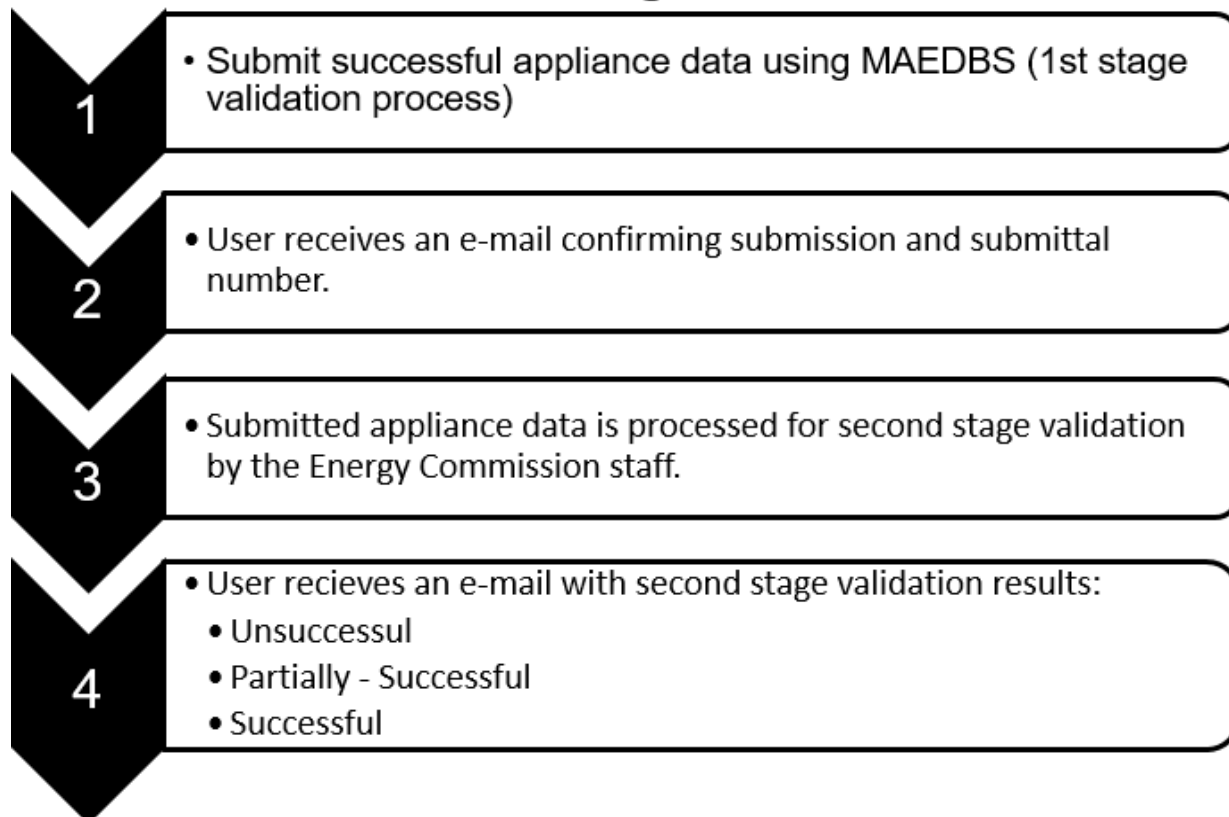 1
• Submit successful appliance data using MAEDBS (1st stage
validation process)
2
• User receives an e-mail confirming submission and submittal
number.
3
• Submitted appliance data is processed for second stage validation
by the Energy Commission staff.
4
• User recieves an e-mail with second stage validation results:
• Unsuccessul
• Partially - Successful
• Successful